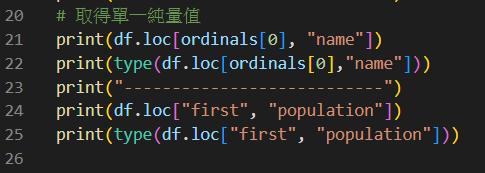 20 # 取得單一純量值
21 print(df.loc[ordinals[0], "name"])
22 print(type(df.loc[ordinals[0],"name"]))
23 print("---------------------------")
24 print(df.loc["first", "population"])
25 print(type(df.loc["first", "population"]))
26